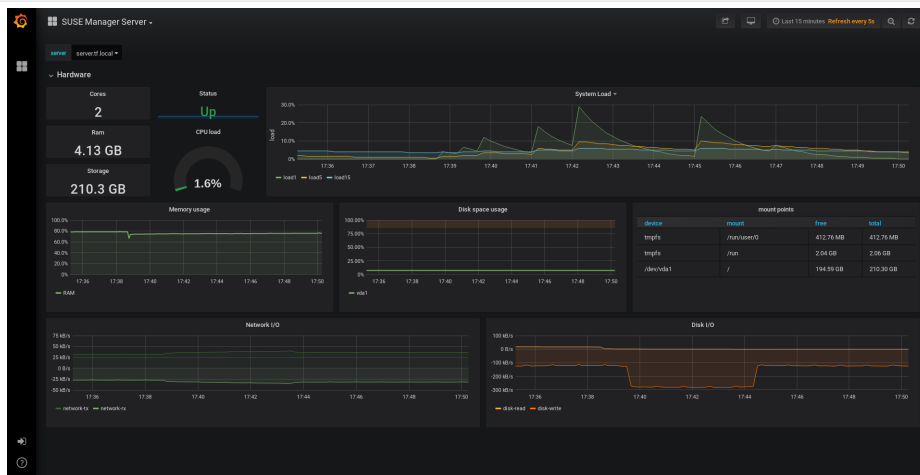 SUSE Manager Server
Last 15 minutes Refresh every 5s
server server.tf.local
Hardware
Cores
2
Ram
4.13 GB
Storage
210.3 GB
Status
Up
CPU load
1.6%
System Load
load
30.0%
20.0%
10.0%
0%
17:36 17:37 17:38 17:39 17:40 17:41 17:42 17:43 17:44 17:45 17:46 17:47 17:48 17:49 17:50
load1 load5 load15
Memory usage
100.0%
80.0%
60.0%
40.0%
20.0%
0%
17:36 17:38 17:40 17:42 17:44 17:46 17:48 17:50
RAM
Disk space usage
100.00%
75.00%
50.00%
25.00%
0%
17:36 17:38 17:40 17:42 17:44 17:46 17:48 17:50
vda1
mount points
device mount free total
tmpfs /run/user/0 412.76 MB 412.76 MB
tmpfs /run 2.04 GB 2.06 GB
/dev/vda1 / 194.59 GB 210.30 GB
Network I/O
75 kB/s
50 kB/s
25 kB/s
0 B/s
-25 kB/s
-50 kB/s
17:36 17:38 17:40 17:42 17:44 17:46 17:48 17:50
network-tx network-rx
Disk I/O
100 kB/s
0 B/s
-100 kB/s
-200 kB/s
-300 kB/s
17:36 17:38 17:40 17:42 17:44 17:46 17:48 17:50
disk-read disk-write